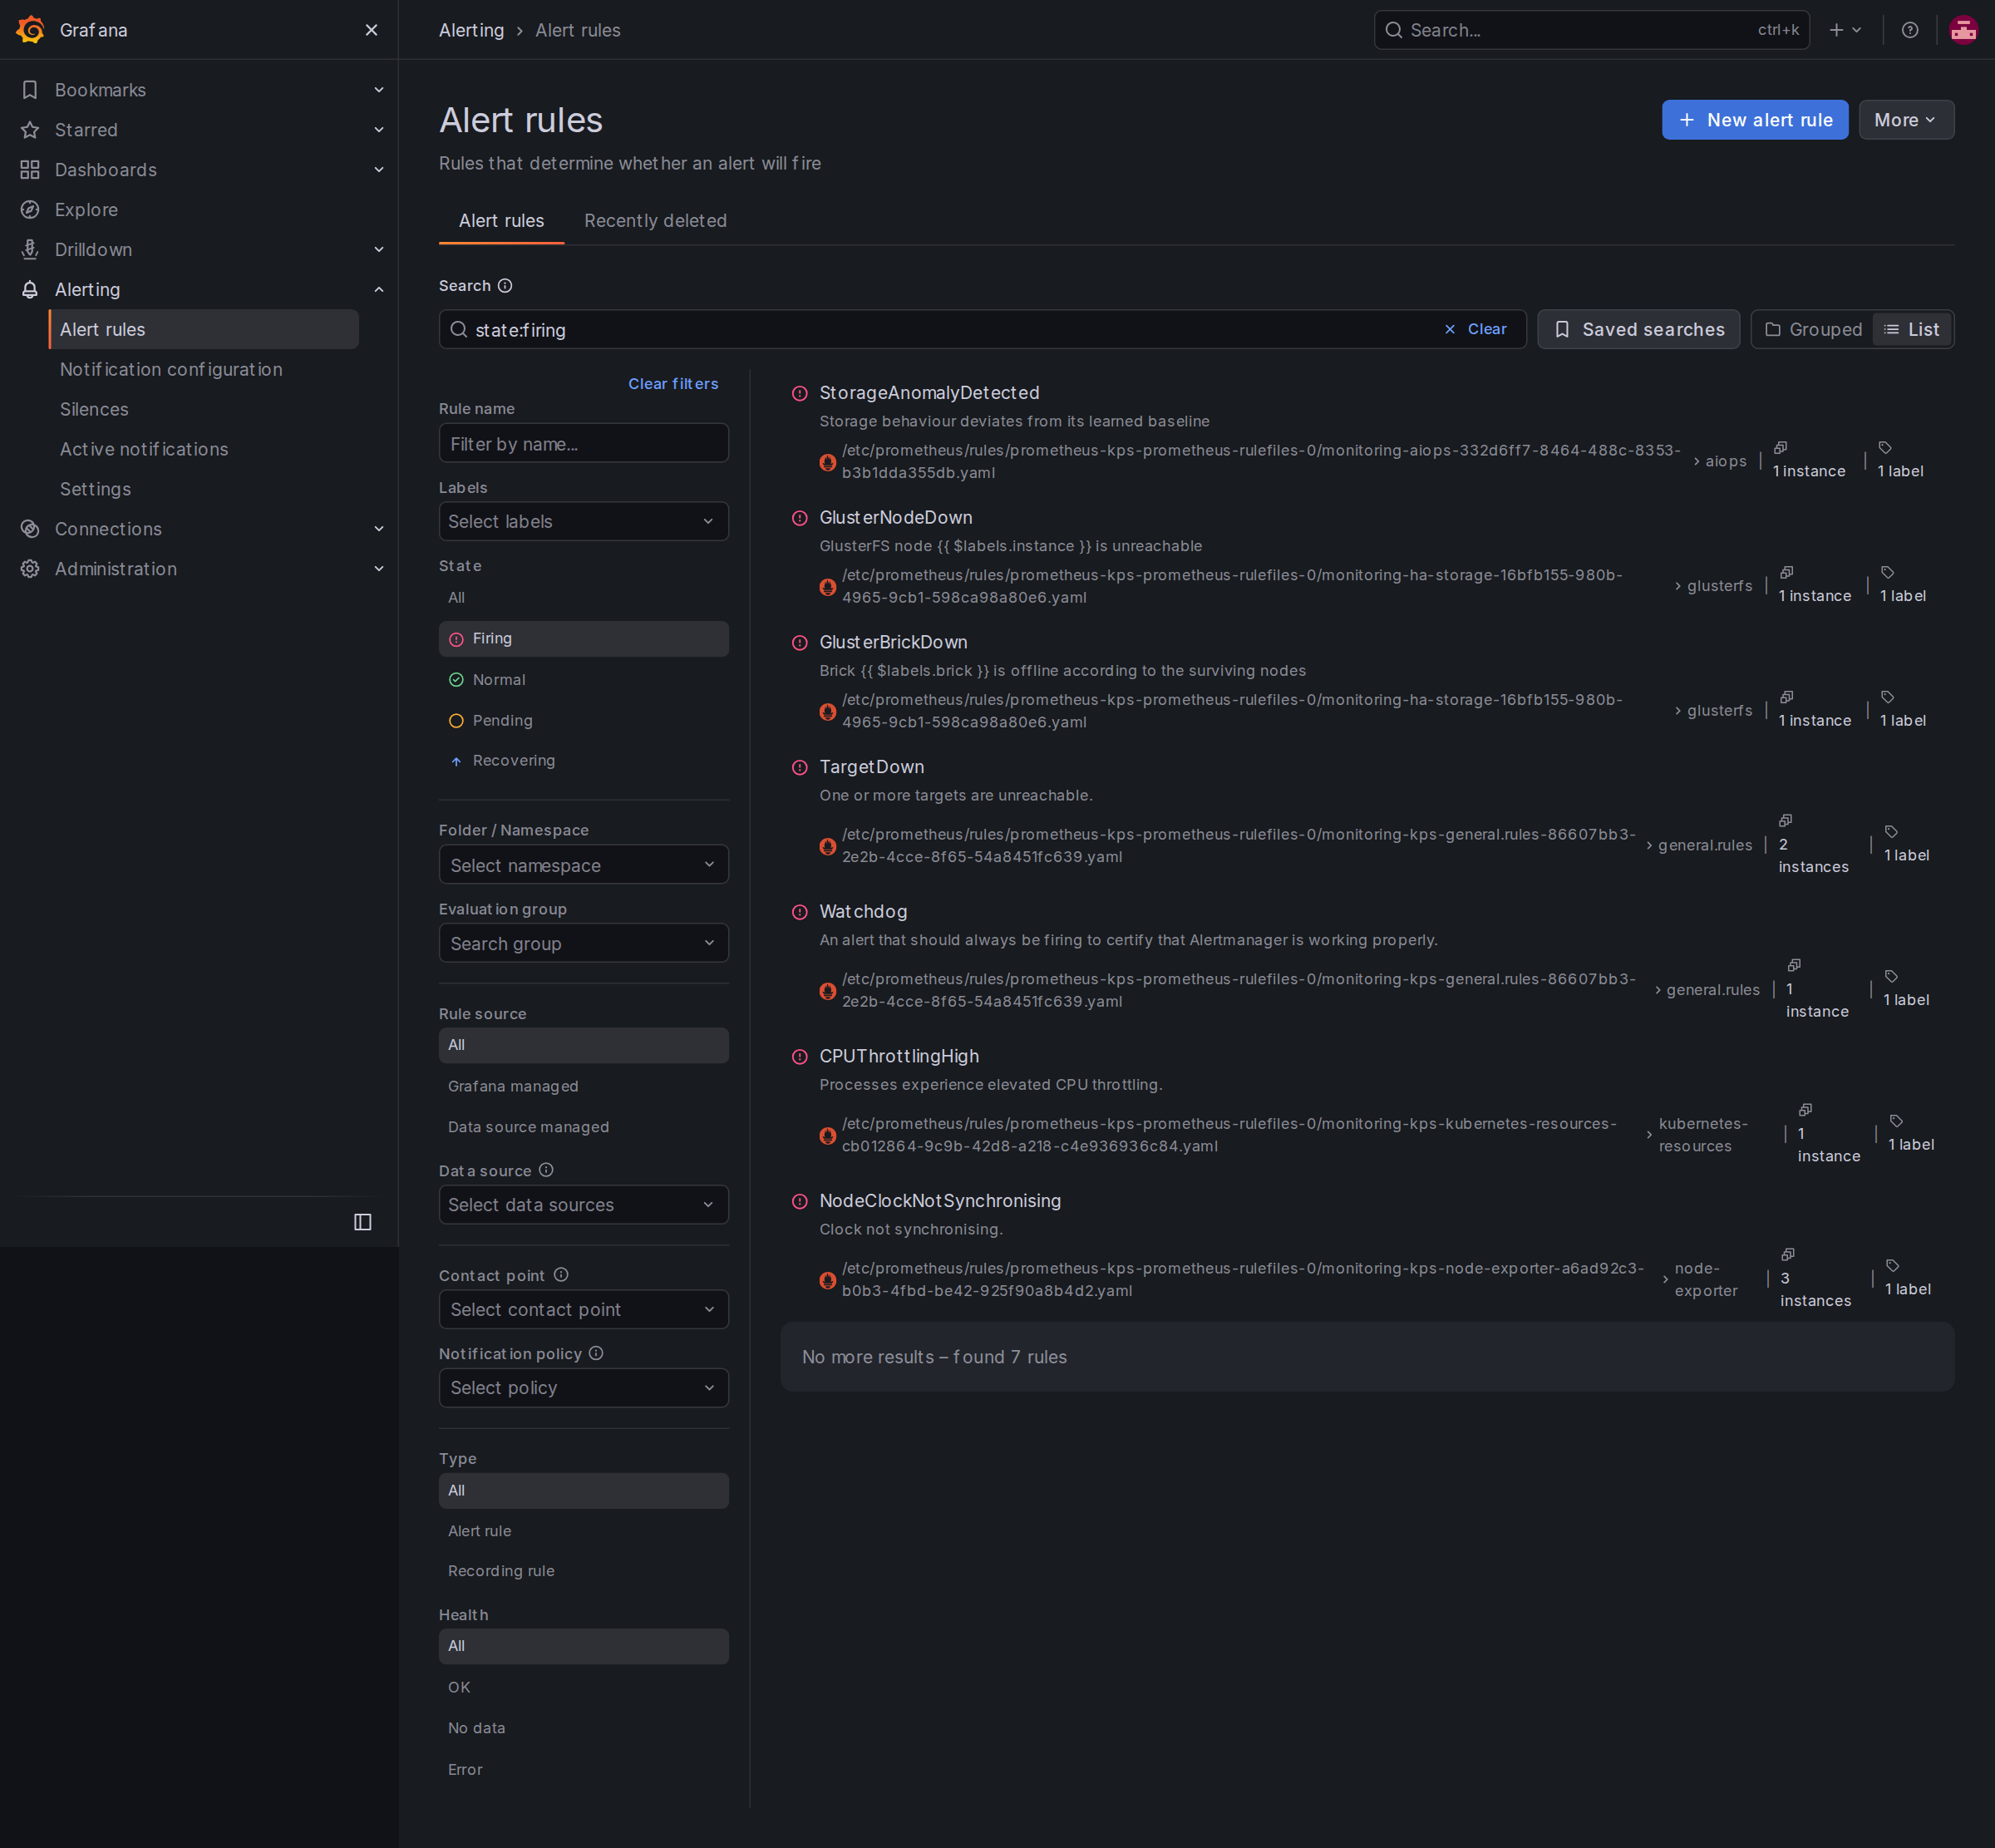 Grafana
Alerting › Alert rules
Search...
ctrl+k
Bookmarks
Starred
Dashboards
Explore
Drilldown
Alerting
Alert rules
Notification configuration
Silences
Active notifications
Settings
Connections
Administration
Alert rules
Rules that determine whether an alert will fire
New alert rule
More
Alert rules
Recently deleted
Search
state:firing
Clear
Saved searches
Grouped
List
Clear filters
Rule name
Filter by name...
Labels
Select labels
State
All
Firing
Normal
Pending
Recovering
Folder / Namespace
Select namespace
Evaluation group
Search group
Rule source
All
Grafana managed
Data source managed
Data source
Select data sources
Contact point
Select contact point
Notification policy
Select policy
Type
All
Alert rule
Recording rule
Health
All
OK
No data
Error
StorageAnomalyDetected
Storage behaviour deviates from its learned baseline
/etc/prometheus/rules/prometheus-kps-prometheus-rulefiles-0/monitoring-aiops-332d6ff7-8464-488c-8353-
b3b1dda355db.yaml
› aiops
1 instance
1 label
GlusterNodeDown
GlusterFS node {{ $labels.instance }} is unreachable
/etc/prometheus/rules/prometheus-kps-prometheus-rulefiles-0/monitoring-ha-storage-16bfb155-980b-
4965-9cb1-598ca98a80e6.yaml
› glusterfs
1 instance
1 label
GlusterBrickDown
Brick {{ $labels.brick }} is offline according to the surviving nodes
/etc/prometheus/rules/prometheus-kps-prometheus-rulefiles-0/monitoring-ha-storage-16bfb155-980b-
4965-9cb1-598ca98a80e6.yaml
› glusterfs
1 instance
1 label
TargetDown
One or more targets are unreachable.
/etc/prometheus/rules/prometheus-kps-prometheus-rulefiles-0/monitoring-kps-general.rules-86607bb3-
2e2b-4cce-8f65-54a8451fc639.yaml
› general.rules
2
instances
1 label
Watchdog
An alert that should always be firing to certify that Alertmanager is working properly.
/etc/prometheus/rules/prometheus-kps-prometheus-rulefiles-0/monitoring-kps-general.rules-86607bb3-
2e2b-4cce-8f65-54a8451fc639.yaml
› general.rules
1
instance
1 label
CPUThrottlingHigh
Processes experience elevated CPU throttling.
/etc/prometheus/rules/prometheus-kps-prometheus-rulefiles-0/monitoring-kps-kubernetes-resources-
cb012864-9c9b-42d8-a218-c4e936936c84.yaml
› kubernetes-
resources
1
instance
1 label
NodeClockNotSynchronising
Clock not synchronising.
/etc/prometheus/rules/prometheus-kps-prometheus-rulefiles-0/monitoring-kps-node-exporter-a6ad92c3-
b0b3-4fbd-be42-925f90a8b4d2.yaml
› node-
exporter
3
instances
1 label
No more results – found 7 rules